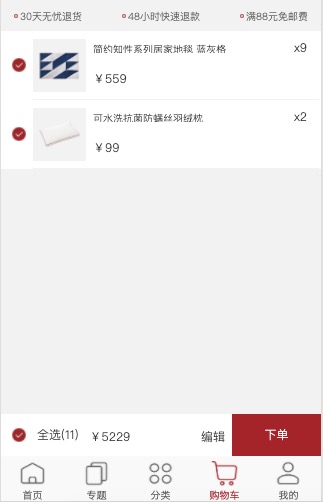 30天无忧退货 48小时快速退款 满88元免邮费
简约知性系列居家地毯 蓝灰格 x9
¥559
可水洗抗菌防螨丝羽绒枕 x2
¥99
全选(11) ¥5229 编辑 下单
首页 专题 分类 购物车 我的